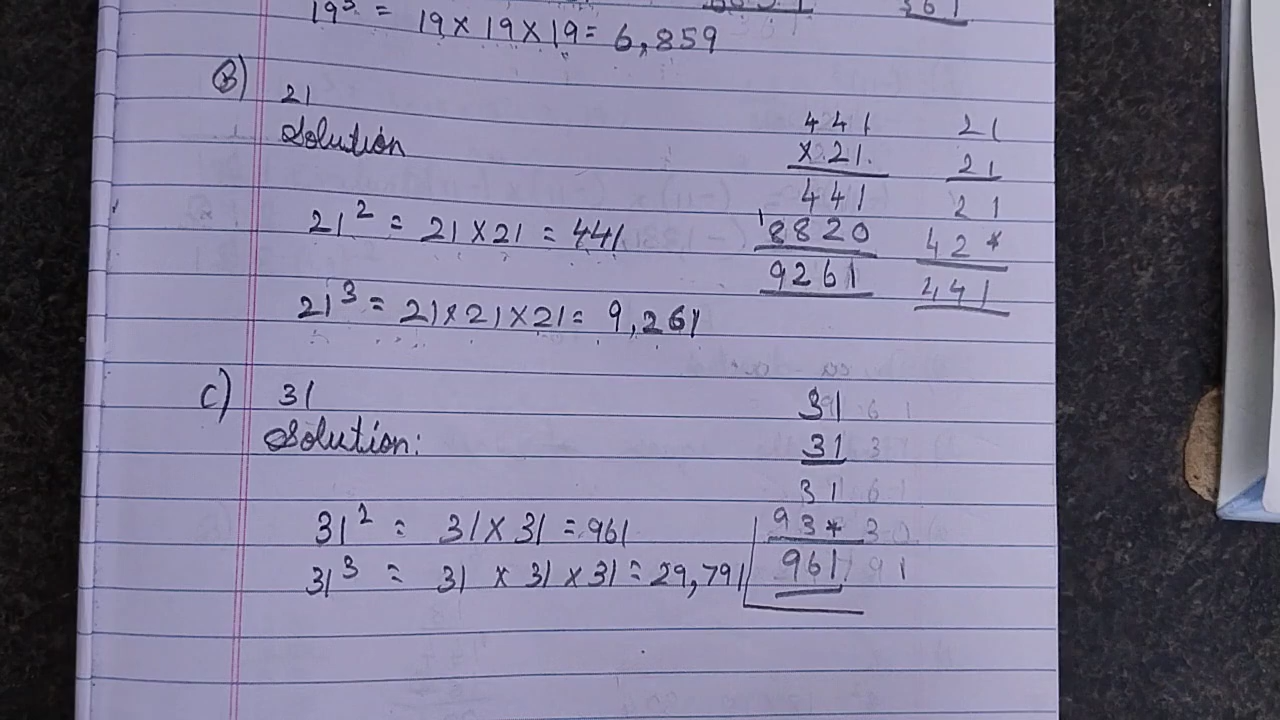 361
19³ = 19 × 19 × 19 = 6,859
B) 21
Solution
21² = 21 × 21 = 441
21³ = 21 × 21 × 21 = 9,261
441
× 21
441
8820
9261
21
21
21
42*
441
C) 31
Solution:
31² = 31 × 31 = 961
31³ = 31 × 31 × 31 = 29,791
31
31
31
93*
961